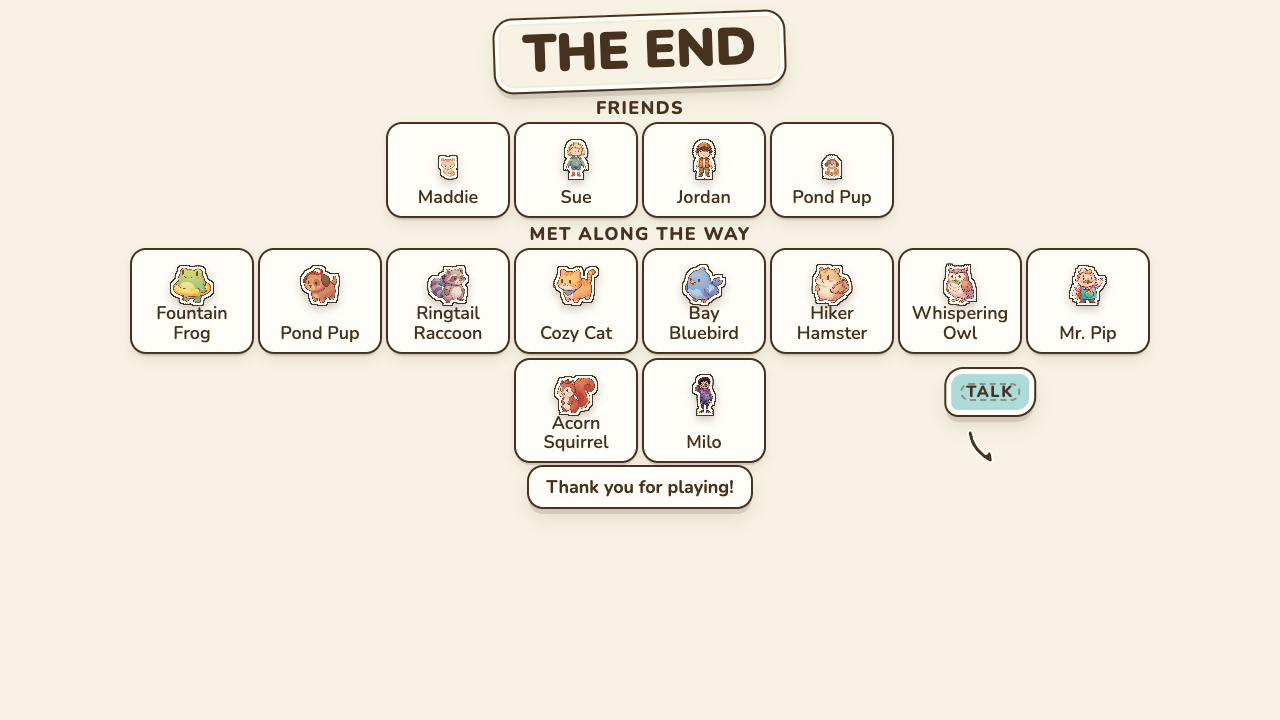 THE END
FRIENDS
Maddie
Sue
Jordan
Pond Pup
MET ALONG THE WAY
Fountain
Frog
Pond Pup
Ringtail
Raccoon
Cozy Cat
Bay
Bluebird
Hiker
Hamster
Whispering
Owl
Mr. Pip
Acorn
Squirrel
Milo
TALK
Thank you for playing!